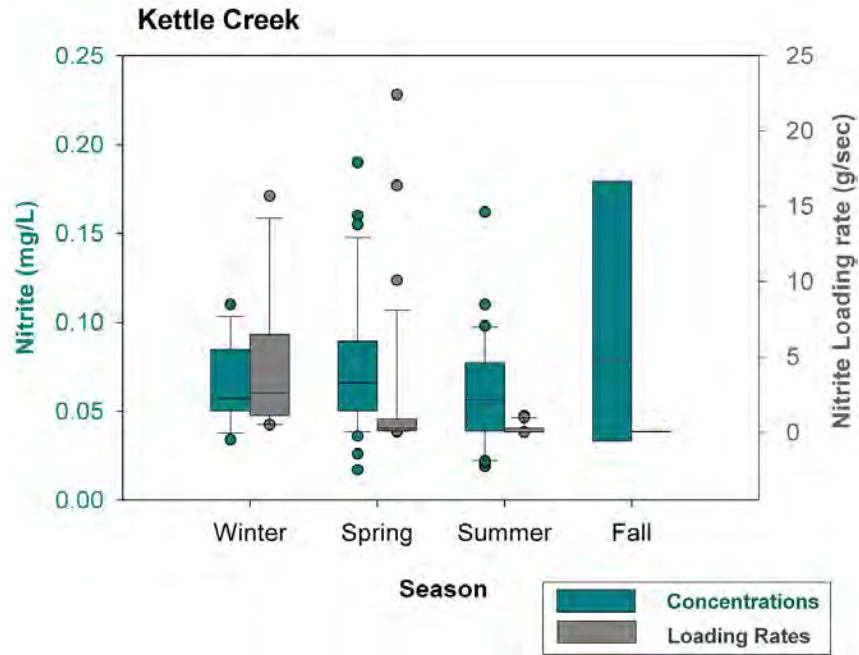 Kettle Creek
0.25
0.20
0.15
0.10
0.05
0.00
Nitrite (mg/L)
25
20
15
10
5
0
Nitrite Loading rate (g/sec)
Winter Spring Summer Fall
Season
Concentrations
Loading Rates